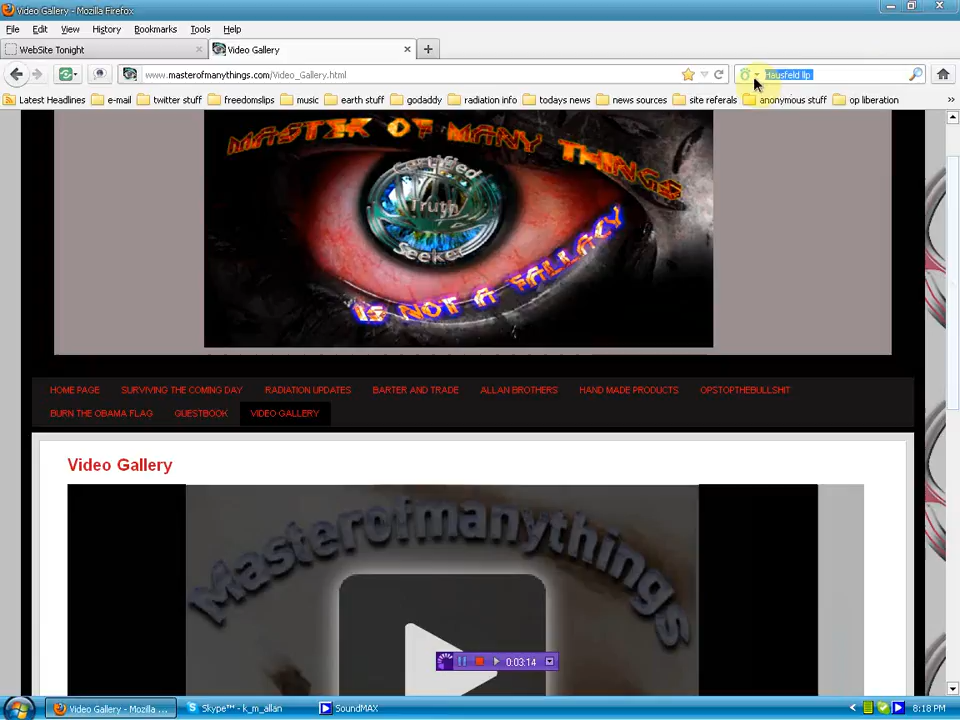 Video Gallery - Mozilla Firefox
File Edit View History Bookmarks Tools Help
WebSite Tonight × Video Gallery ×
www.masterofmanythings.com/Video_Gallery.html Hausfeld llp
Latest Headlines e-mail twitter stuff freedomslips music earth stuff godaddy radiation info todays news news sources site referals anonymous stuff op liberation »
MASTER OF MANY THINGS
Certified
Truth
Seeker
IS NOT A FALLACY
HOME PAGE SURVIVING THE COMING DAY RADIATION UPDATES BARTER AND TRADE ALLAN BROTHERS HAND MADE PRODUCTS OPSTOPTHEBULLSHIT
BURN THE OBAMA FLAG GUESTBOOK VIDEO GALLERY
Video Gallery
Masterofmanythings
0:03:14
Video Gallery - Mozilla ... Skype™ - k_m_allan SoundMAX 8:18 PM